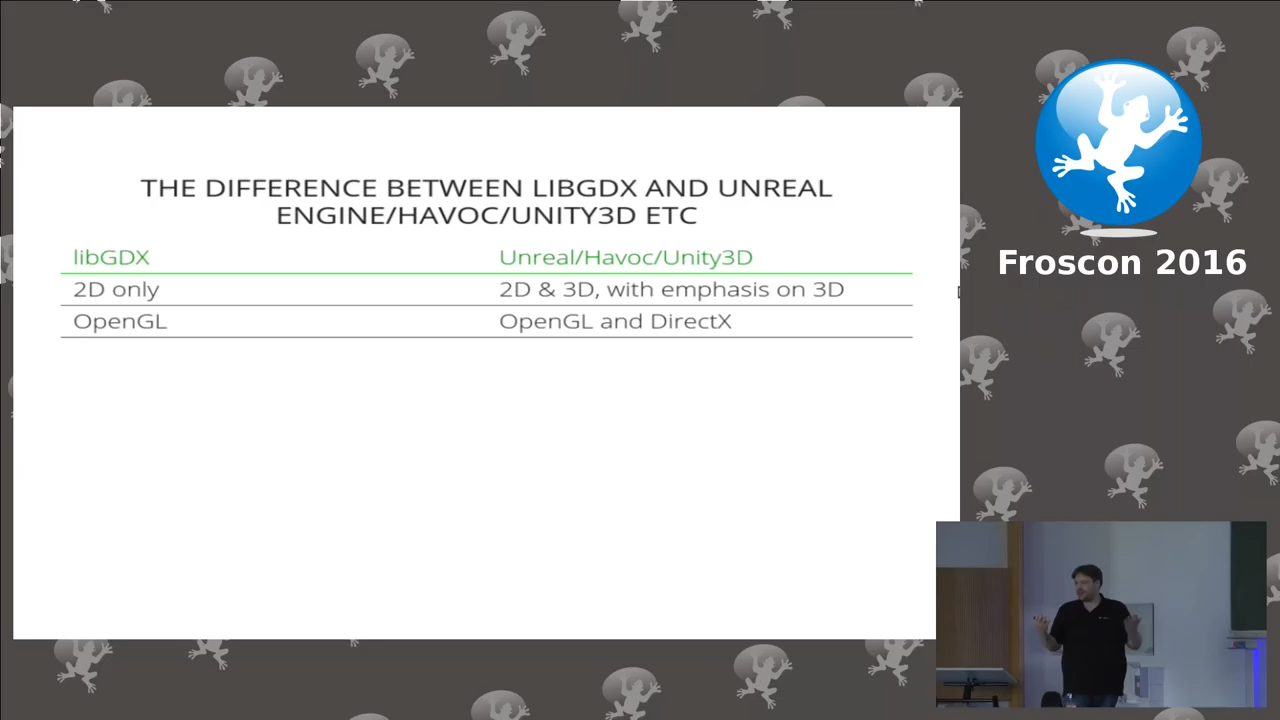 THE DIFFERENCE BETWEEN LIBGDX AND UNREAL
ENGINE/HAVOC/UNITY3D ETC
libGDX Unreal/Havoc/Unity3D
2D only 2D & 3D, with emphasis on 3D
OpenGL OpenGL and DirectX
Froscon 2016